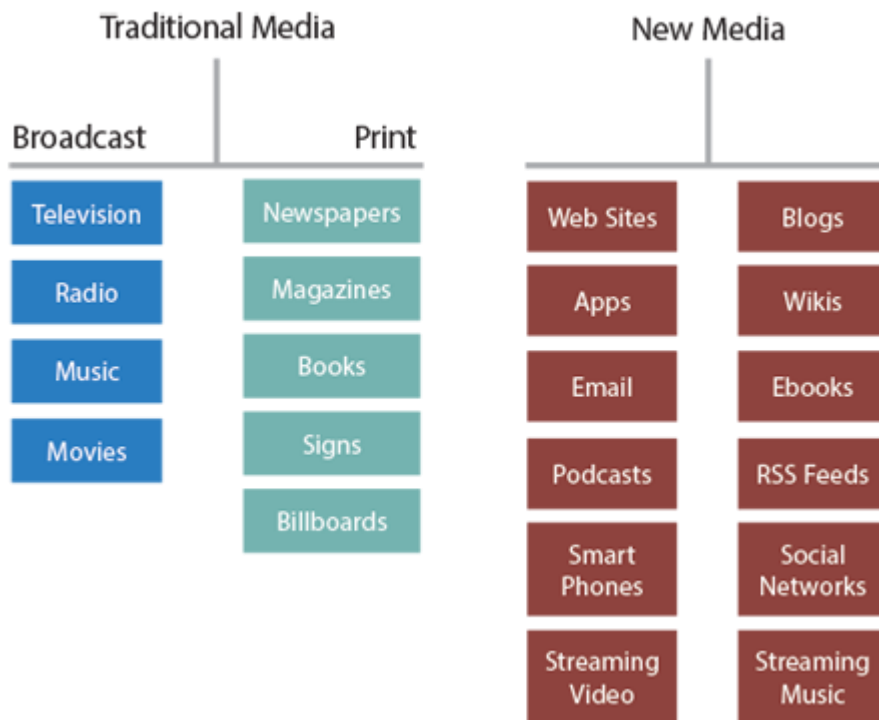 Traditional Media
Broadcast
Print
Television
Radio
Music
Movies
Newspapers
Magazines
Books
Signs
Billboards
New Media
Web Sites
Apps
Email
Podcasts
Smart
Phones
Streaming
Video
Blogs
Wikis
Ebooks
RSS Feeds
Social
Networks
Streaming
Music